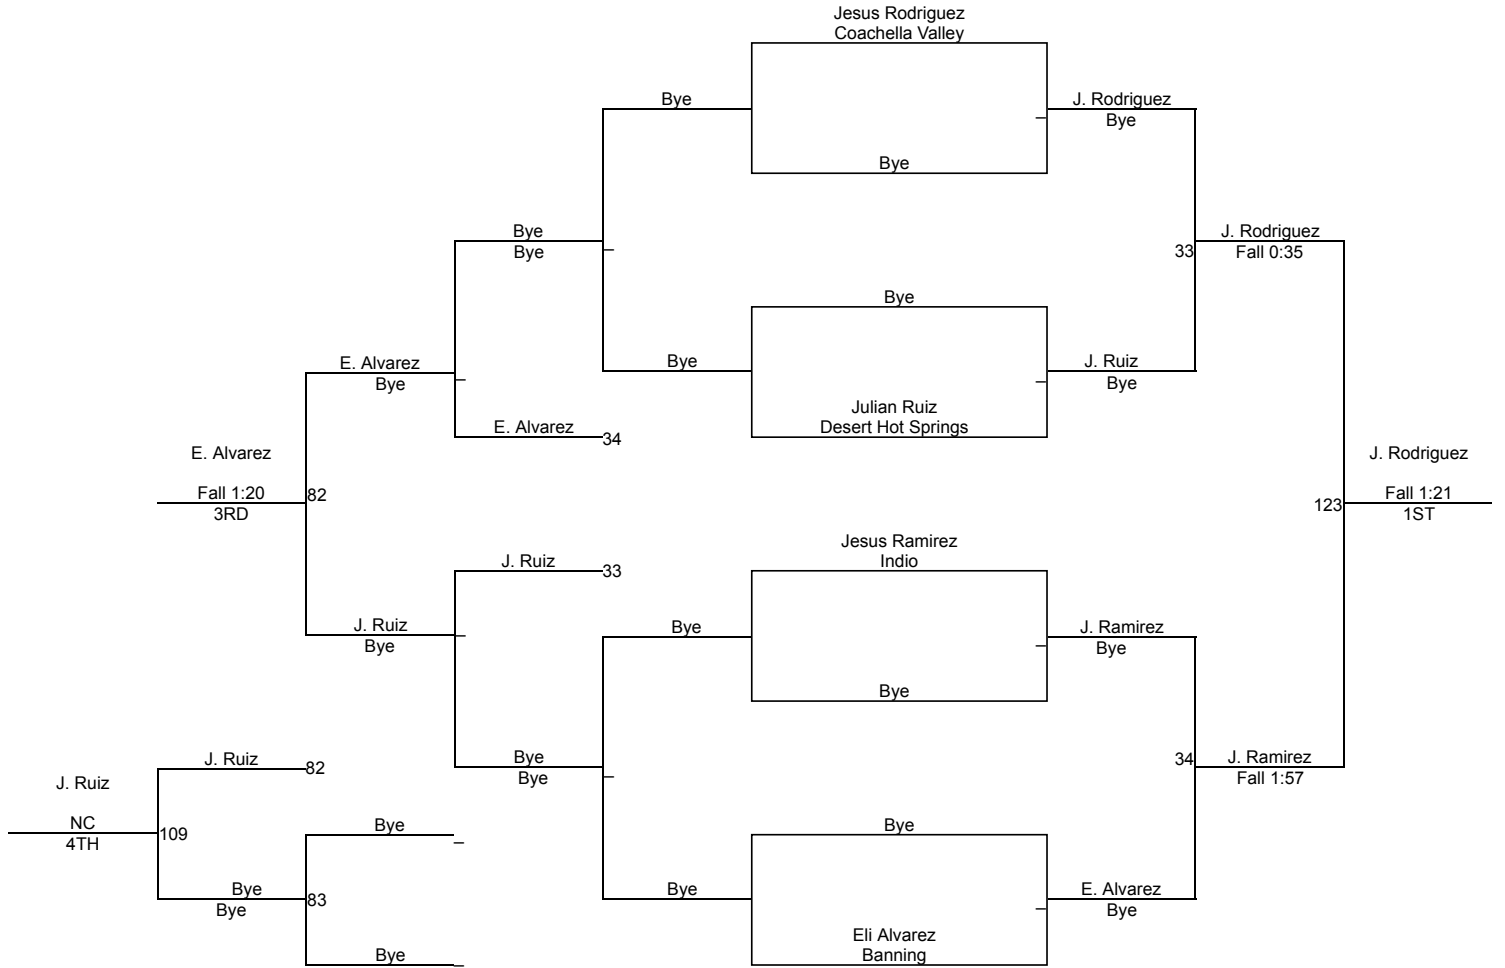 Jesus Rodriguez
Coachella Valley
Bye
J. Rodriguez
Bye
Bye
Bye
J. Rodriguez
Bye
33
Fall 0:35
Bye
Bye
E. Alvarez
Bye
J. Ruiz
Bye
Julian Ruiz
Desert Hot Springs
E. Alvarez
34
E. Alvarez
J. Rodriguez
Fall 1:20
82
3RD
123
Fall 1:21
1ST
Jesus Ramirez
Indio
J. Ruiz
33
J. Ruiz
Bye
Bye
J. Ramirez
Bye
Bye
J. Ruiz
82
Bye
Bye
34
J. Ramirez
Fall 1:57
J. Ruiz
NC
109
4TH
Bye
Bye
Bye
Bye
83
Bye
E. Alvarez
Bye
Eli Alvarez
Banning
Bye